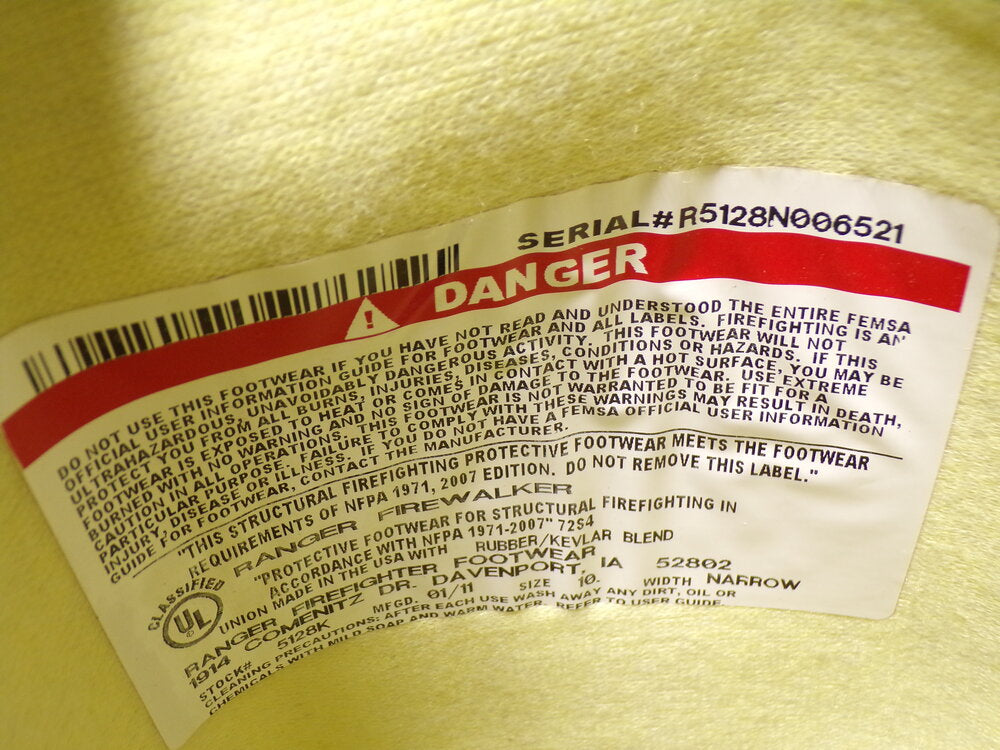 SERIAL# R5128N006521
DANGER
DO NOT USE THIS FOOTWEAR IF YOU HAVE NOT READ AND UNDERSTOOD THE ENTIRE FEMSA
OFFICIAL USER INFORMATION GUIDE FOR FOOTWEAR AND ALL LABELS. FIREFIGHTING IS AN
ULTRAHAZARDOUS, UNAVOIDABLY DANGEROUS ACTIVITY. THIS FOOTWEAR WILL NOT
PROTECT YOU FROM ALL BURNS, INJURIES, DISEASES, CONDITIONS OR HAZARDS. IF THIS
FOOTWEAR IS EXPOSED TO HEAT OR COMES IN CONTACT WITH A HOT SURFACE, YOU MAY BE
BURNED WITH NO WARNING AND NO SIGN OF DAMAGE TO THE FOOTWEAR. USE EXTREME
CAUTION IN ALL OPERATIONS. THIS FOOTWEAR IS NOT WARRANTED TO BE FIT FOR A
PARTICULAR PURPOSE. FAILURE TO COMPLY WITH THESE WARNINGS MAY RESULT IN DEATH,
INJURY, DISEASE OR ILLNESS. IF YOU DO NOT HAVE A FEMSA OFFICIAL USER INFORMATION
GUIDE FOR FOOTWEAR, CONTACT THE MANUFACTURER.
"THIS STRUCTURAL FIREFIGHTING PROTECTIVE FOOTWEAR MEETS THE FOOTWEAR
REQUIREMENTS OF NFPA 1971, 2007 EDITION. DO NOT REMOVE THIS LABEL."
RANGER FIREWALKER
"PROTECTIVE FOOTWEAR FOR STRUCTURAL FIREFIGHTING IN
ACCORDANCE WITH NFPA 1971-2007" 72S4
CLASSIFIED
UL
UNION MADE IN THE USA WITH RUBBER/KEVLAR BLEND
RANGER FIREFIGHTER FOOTWEAR
1914 COMENITZ DR. DAVENPORT, IA 52802
STOCK# 5128K MFGD. 01/11 SIZE 10. WIDTH NARROW
CLEANING PRECAUTIONS: AFTER EACH USE WASH AWAY ANY DIRT, OIL OR
CHEMICALS WITH MILD SOAP AND WARM WATER. REFER TO USER GUIDE.